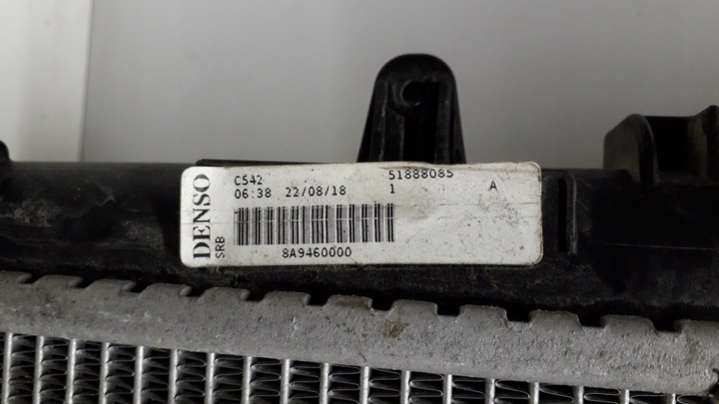 DENSO
SRB
C542 51888085
06:38 22/08/18 1 A
8A9460000